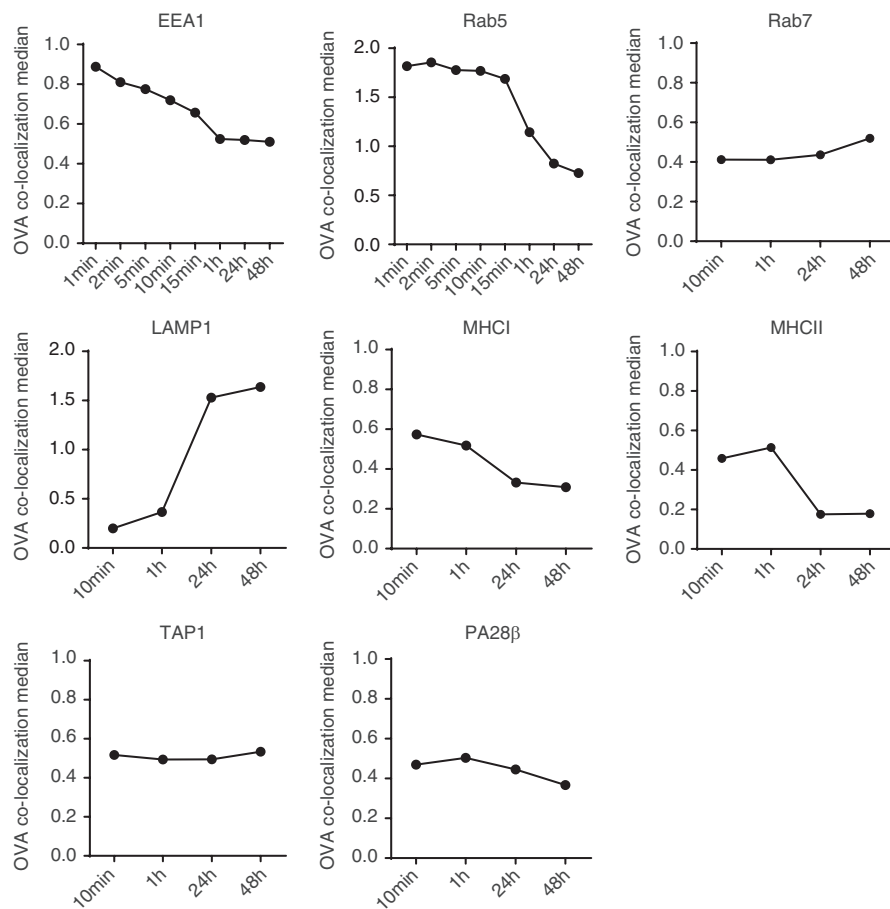 EEA1
OVA co-localization median
1.0
0.8
0.6
0.4
0.2
0.0
1min
2min
5min
10min
15min
1h
24h
48h
Rab5
OVA co-localization median
2.0
1.5
1.0
0.5
0.0
1min
2min
5min
10min
15min
1h
24h
48h
Rab7
OVA co-localization median
1.0
0.8
0.6
0.4
0.2
0.0
10min
1h
24h
48h
LAMP1
OVA co-localization median
2.0
1.5
1.0
0.5
0.0
10min
1h
24h
48h
MHCI
OVA co-localization median
1.0
0.8
0.6
0.4
0.2
0.0
10min
1h
24h
48h
MHCII
OVA co-localization median
1.0
0.8
0.6
0.4
0.2
0.0
10min
1h
24h
48h
TAP1
OVA co-localization median
1.0
0.8
0.6
0.4
0.2
0.0
10min
1h
24h
48h
PA28β
OVA co-localization median
1.0
0.8
0.6
0.4
0.2
0.0
10min
1h
24h
48h